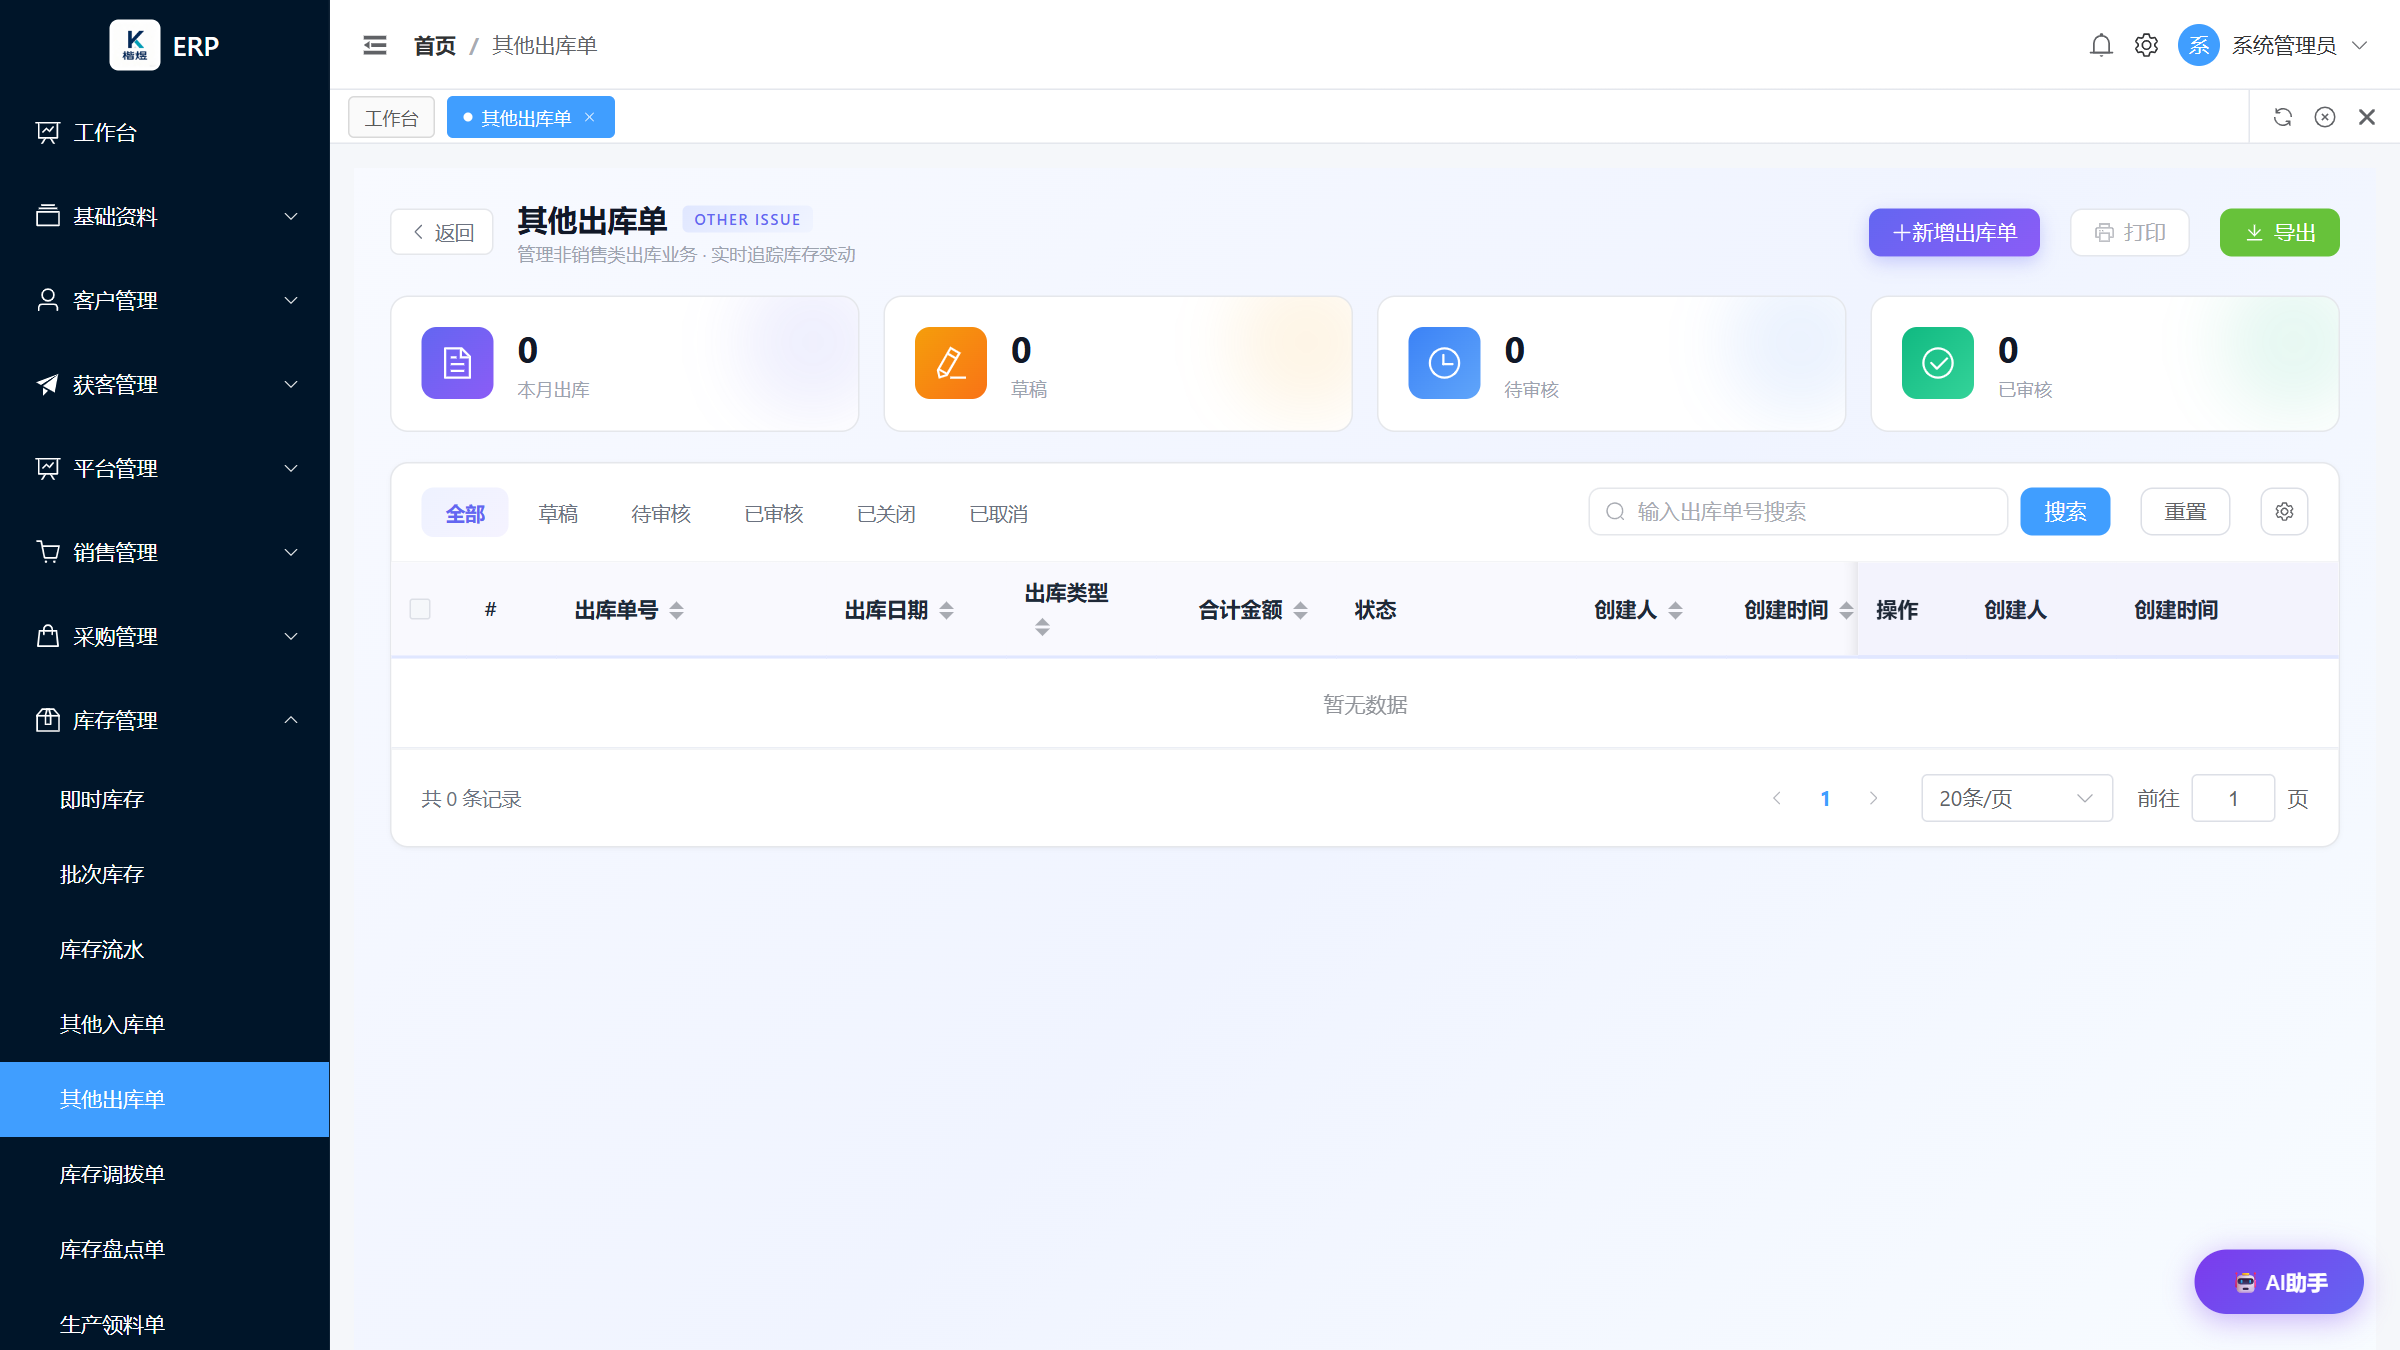 K
楷煜
ERP
工作台
基础资料
客户管理
获客管理
平台管理
销售管理
采购管理
库存管理
即时库存
批次库存
库存流水
其他入库单
其他出库单
库存调拨单
库存盘点单
生产领料单
首页 / 其他出库单
系 系统管理员
工作台
其他出库单
返回
其他出库单 OTHER ISSUE
管理非销售类出库业务 · 实时追踪库存变动
新增出库单
打印
导出
0
本月出库
0
草稿
0
待审核
0
已审核
全部 草稿 待审核 已审核 已关闭 已取消
输入出库单号搜索
搜索
重置
# 出库单号 出库日期 出库类型 合计金额 状态 创建人 创建时间 操作 创建人 创建时间
暂无数据
共 0 条记录
1
20条/页
前往 1 页
AI助手